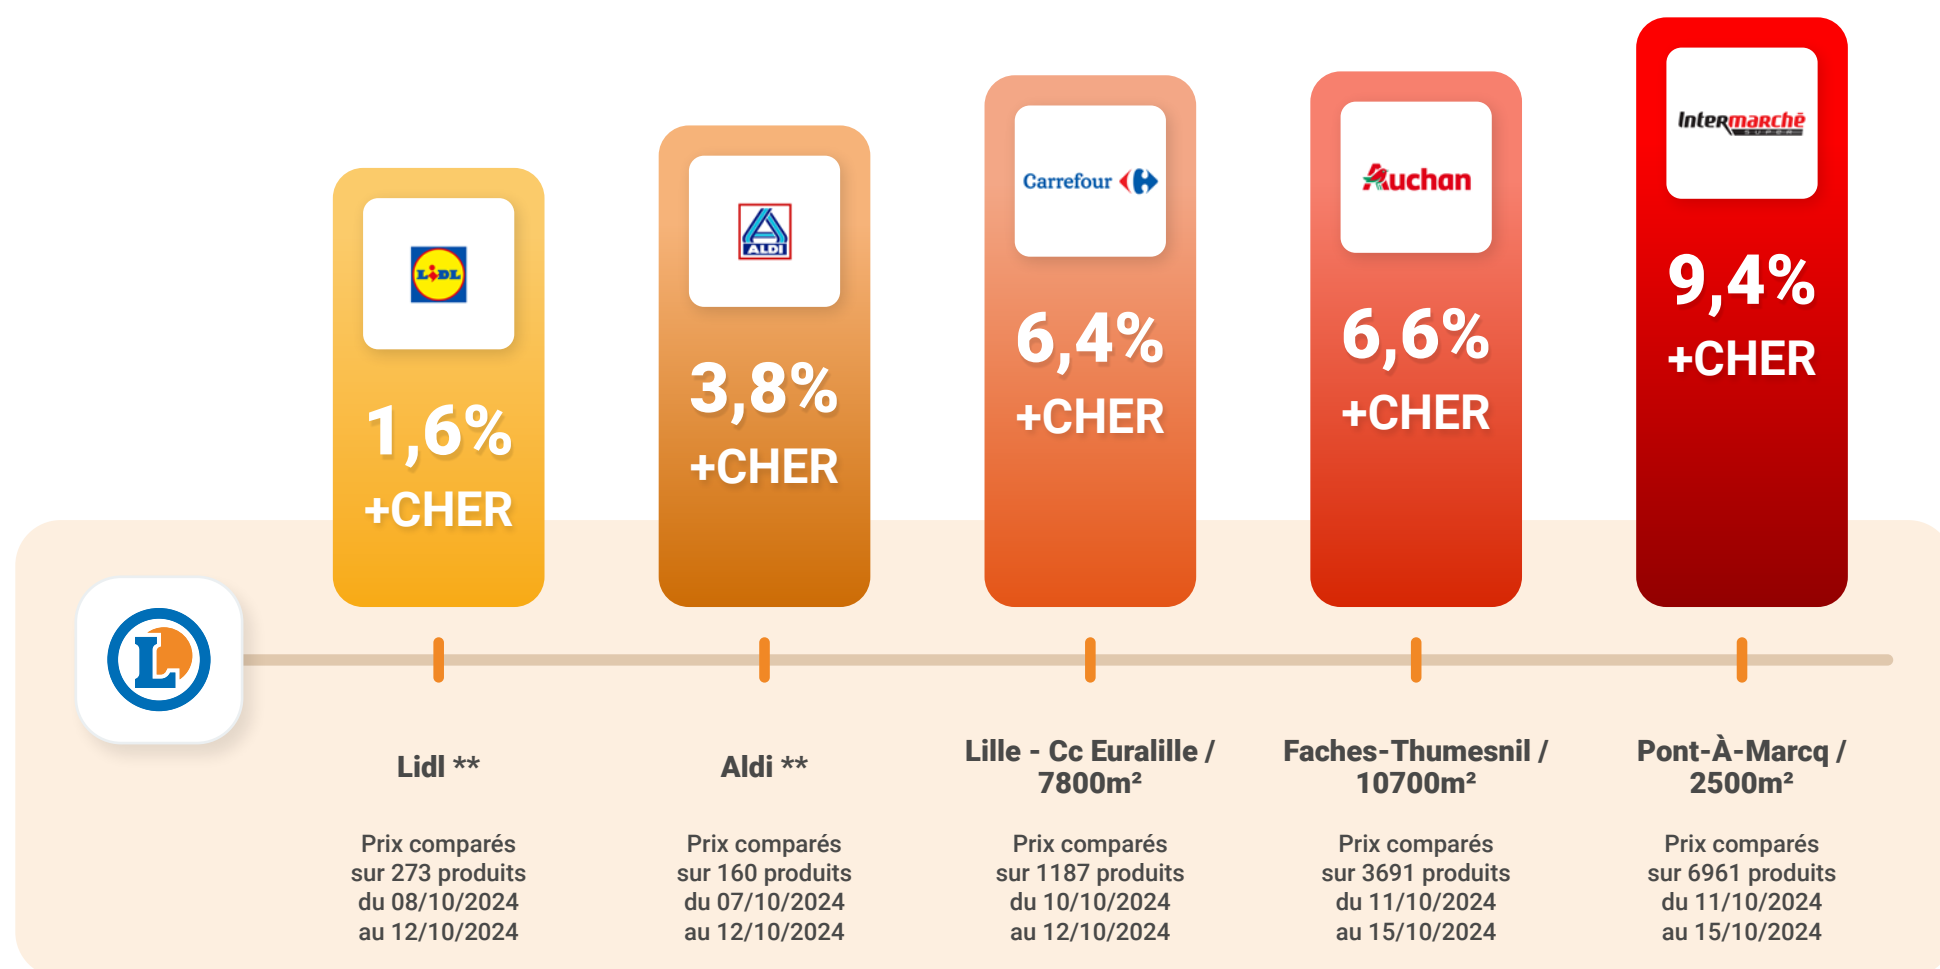 LIDL
1,6%
+CHER
ALDI
3,8%
+CHER
Carrefour
6,4%
+CHER
Auchan
6,6%
+CHER
Intermarchē
SUPER
9,4%
+CHER
L
Lidl **
Prix comparés
sur 273 produits
du 08/10/2024
au 12/10/2024
Aldi **
Prix comparés
sur 160 produits
du 07/10/2024
au 12/10/2024
Lille - Cc Euralille /
7800m²
Prix comparés
sur 1187 produits
du 10/10/2024
au 12/10/2024
Faches-Thumesnil /
10700m²
Prix comparés
sur 3691 produits
du 11/10/2024
au 15/10/2024
Pont-À-Marcq /
2500m²
Prix comparés
sur 6961 produits
du 11/10/2024
au 15/10/2024